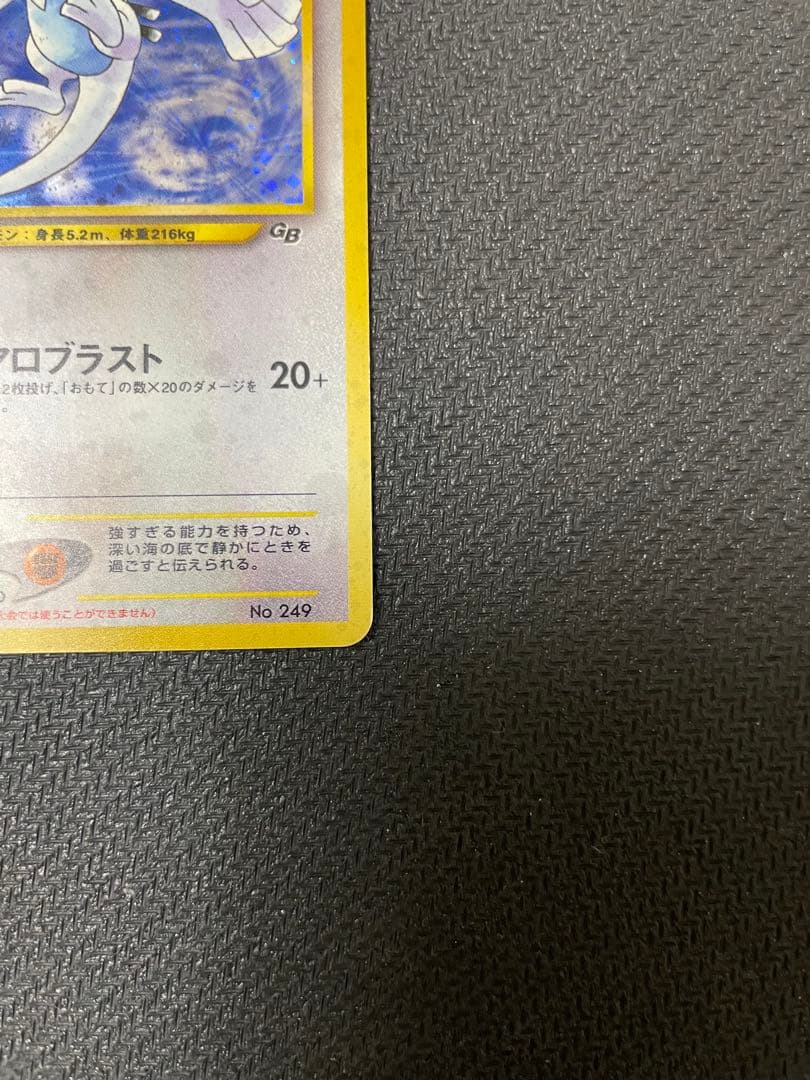 モン：身長5.2m、体重216kg
GB
アロブラスト
2枚投げ、「おもて」の数×20のダメージを
20+
。
強すぎる能力を持つため、
深い海の底で静かにときを
過ごすと伝えられる。
大会では使うことができません）
No 249